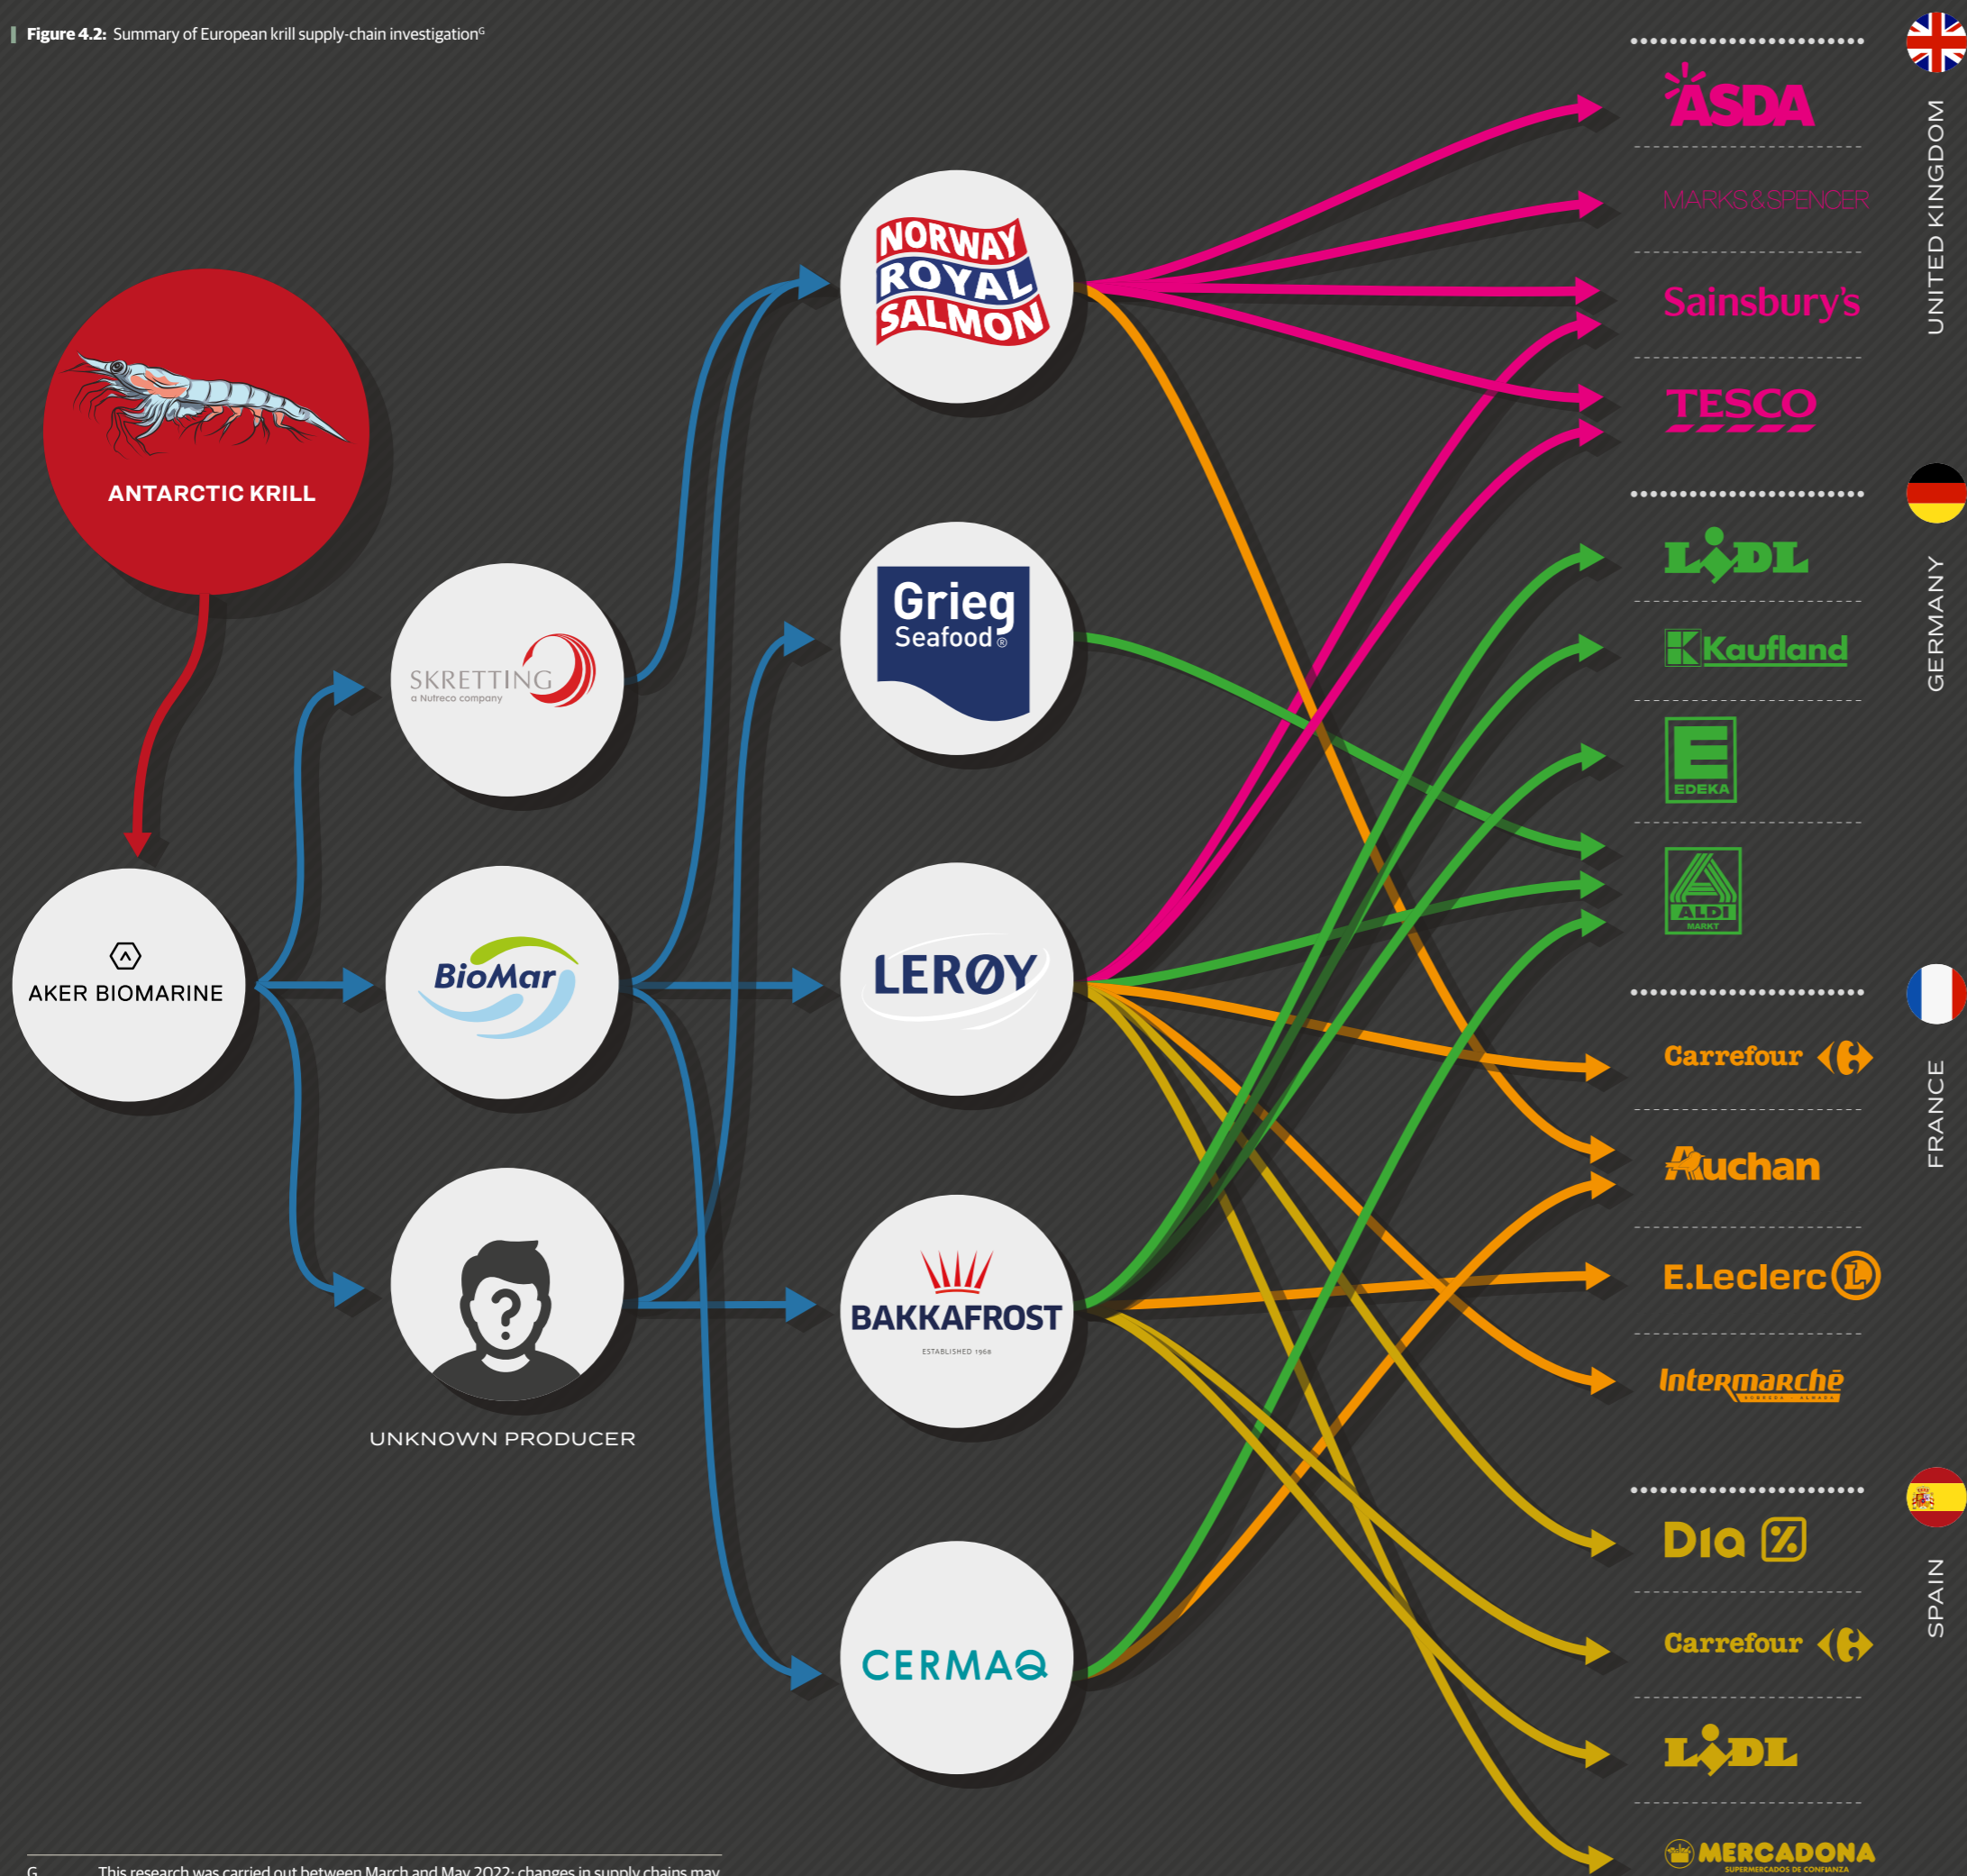 Figure 4.2: Summary of European krill supply-chain investigationG
ANTARCTIC KRILL
AKER BIOMARINE
SKRETTING
a Nutreco company
BioMar
?
UNKNOWN PRODUCER
NORWAY
ROYAL
SALMON
Grieg
Seafood®
LERØY
BAKKAFROST
ESTABLISHED 1968
CERMAQ
UNITED KINGDOM
ASDA
MARKS&SPENCER
Sainsbury's
TESCO
GERMANY
LIDL
Kaufland
E
EDEKA
ALDI
MARKT
FRANCE
Carrefour
Auchan
E.Leclerc L
Intermarchē
SPAIN
Dia %
Carrefour
LIDL
MERCADONA
SUPERMERCADOS DE CONFIANZA
G This research was carried out between March and May 2022; changes in supply chains may